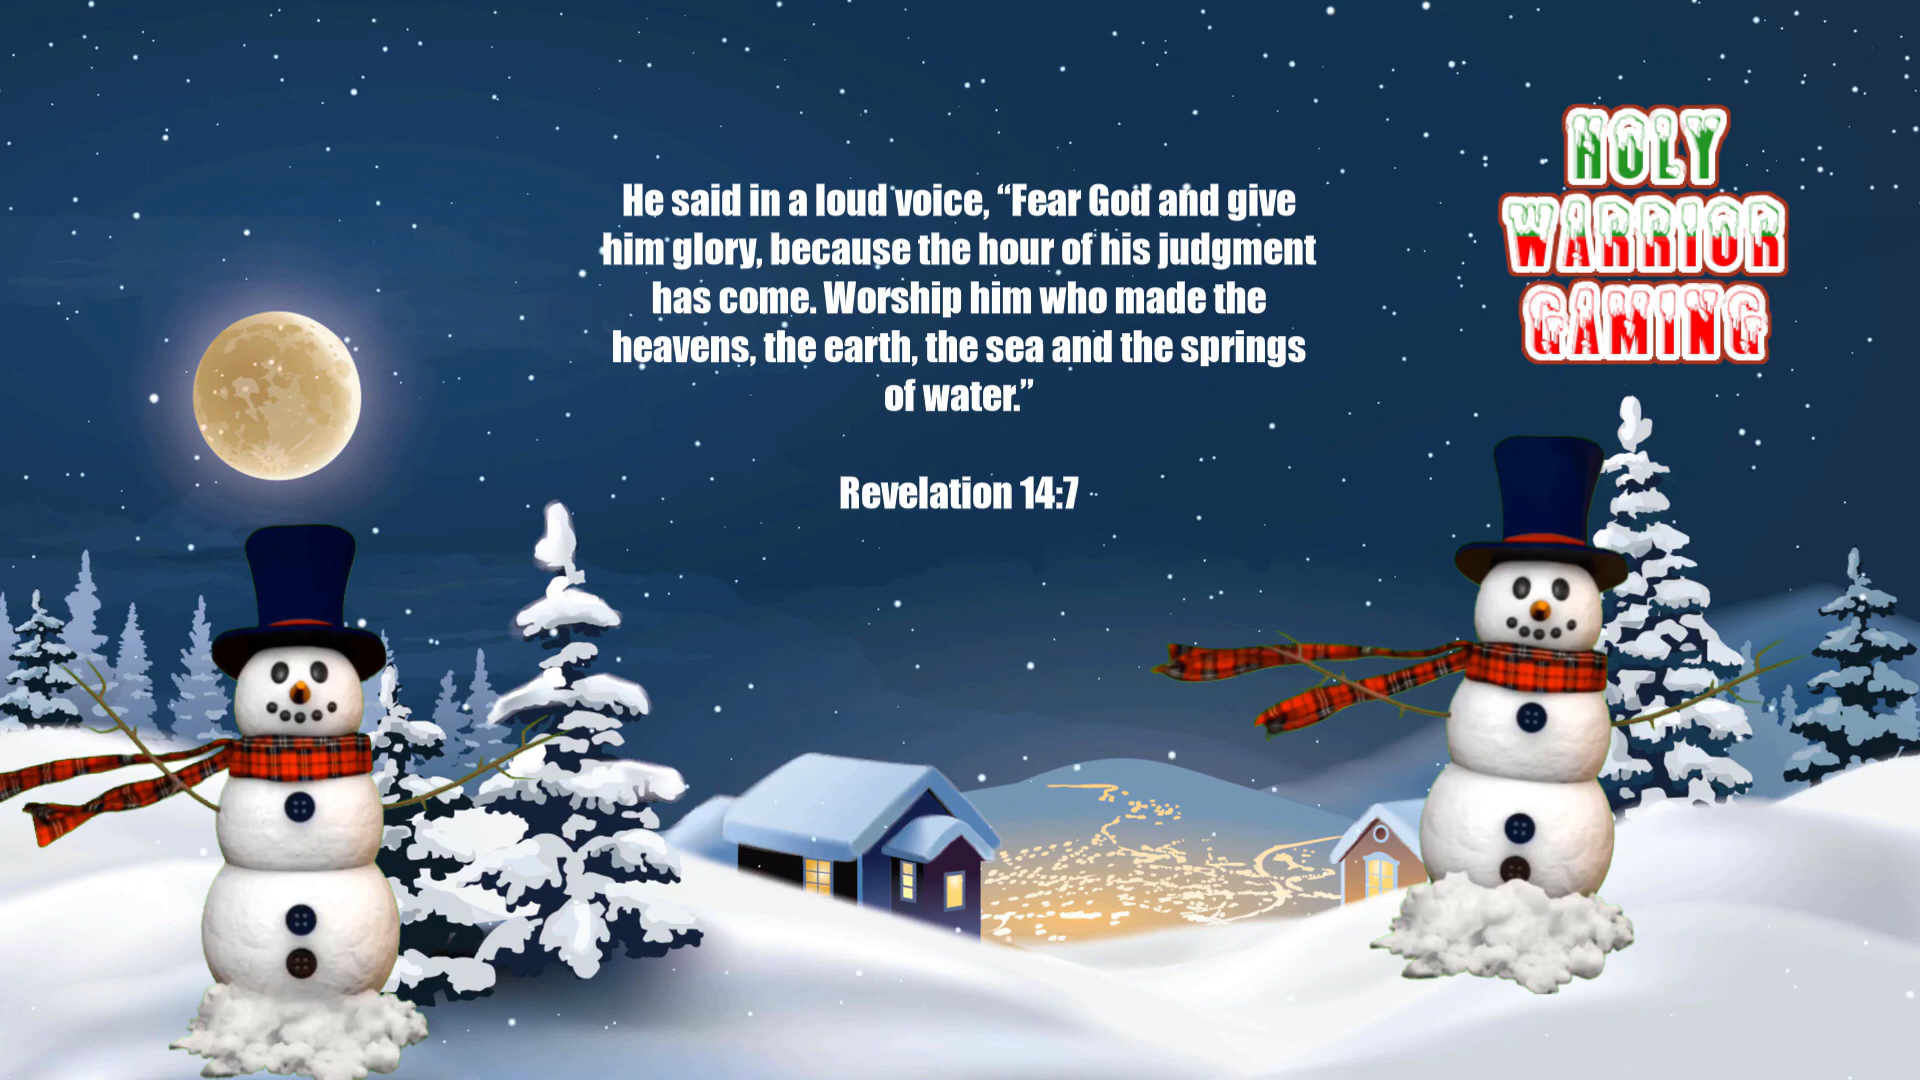 He said in a loud voice, “Fear God and give
him glory, because the hour of his judgment
has come. Worship him who made the
heavens, the earth, the sea and the springs
of water.”
Revelation 14:7
HOLY
WARRIOR
GAMING